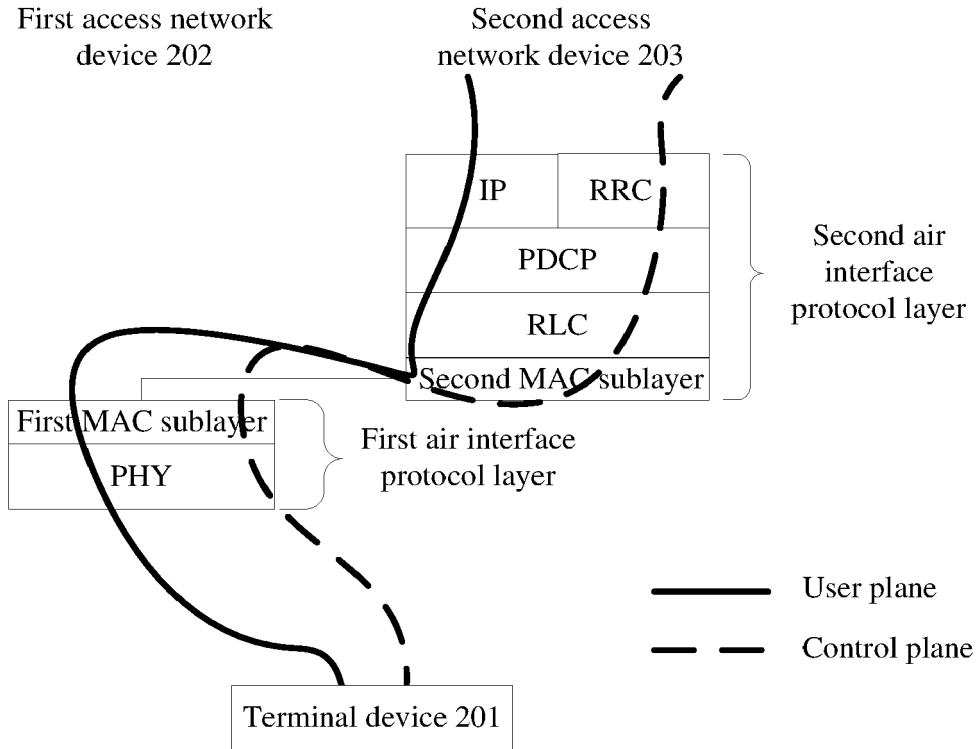 First access network
device 202
Second access
network device 203
IP
RRC
PDCP
RLC
Second MAC sublayer
Second air
interface
protocol layer
First MAC sublayer
PHY
First air interface
protocol layer
User plane
Control plane
Terminal device 201